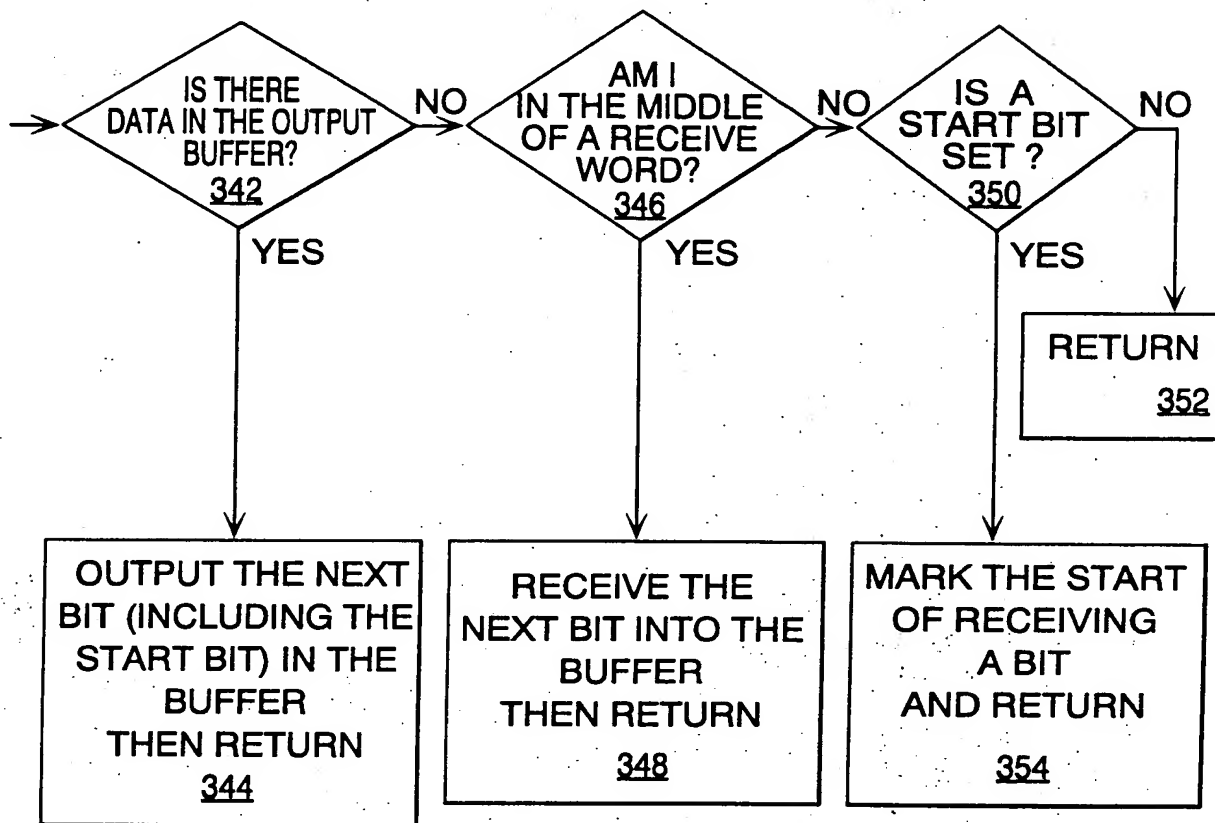 IS THERE
DATA IN THE OUTPUT
BUFFER?
342
NO
YES
AM I
IN THE MIDDLE
OF A RECEIVE
WORD?
346
NO
YES
IS A
START BIT
SET ?
350
NO
YES
RETURN
352
OUTPUT THE NEXT
BIT (INCLUDING THE
START BIT) IN THE
BUFFER
THEN RETURN
344
RECEIVE THE
NEXT BIT INTO THE
BUFFER
THEN RETURN
348
MARK THE START
OF RECEIVING
A BIT
AND RETURN
354